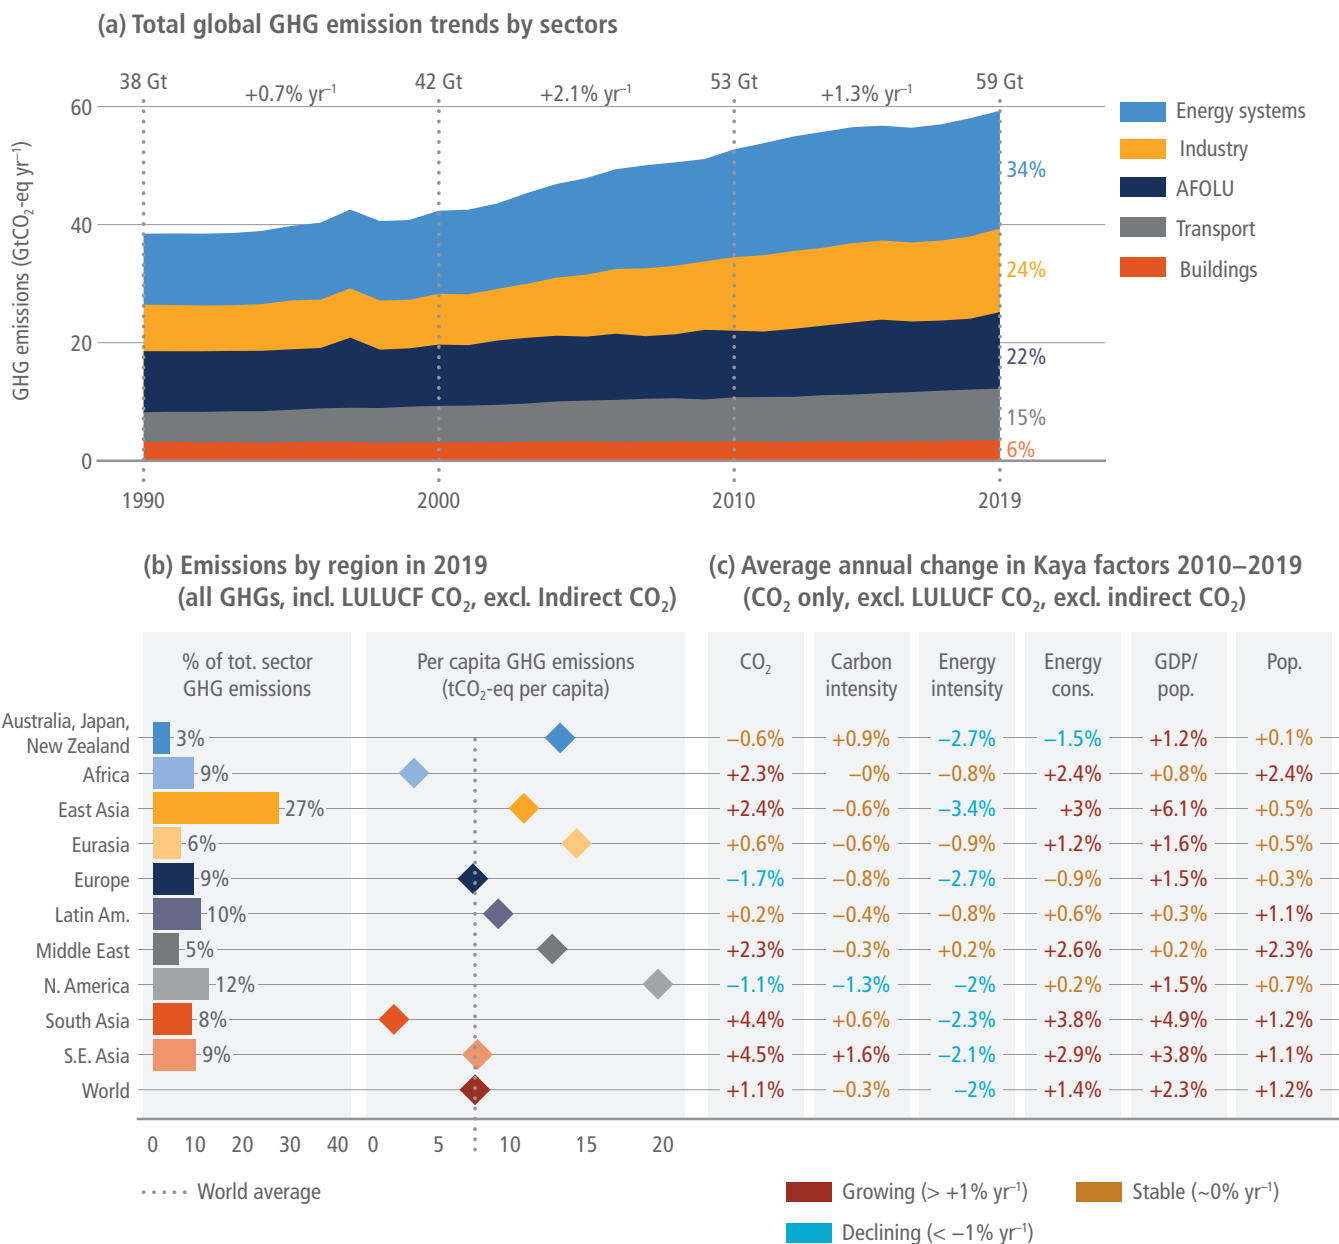 (a) Total global GHG emission trends by sectors
38 Gt
+0.7% yr⁻¹
42 Gt
+2.1% yr⁻¹
53 Gt
+1.3% yr⁻¹
59 Gt
GHG emissions (GtCO₂-eq yr⁻¹)
60
40
20
0
34%
24%
22%
15%
6%
1990
2000
2010
2019
Energy systems
Industry
AFOLU
Transport
Buildings
(b) Emissions by region in 2019
(all GHGs, incl. LULUCF CO₂, excl. Indirect CO₂)
(c) Average annual change in Kaya factors 2010–2019
(CO₂ only, excl. LULUCF CO₂, excl. indirect CO₂)
% of tot. sector
GHG emissions
Per capita GHG emissions
(tCO₂-eq per capita)
CO₂
Carbon
intensity
Energy
intensity
Energy
cons.
GDP/
pop.
Pop.
Australia, Japan,
New Zealand
3% −0.6% +0.9% −2.7% −1.5% +1.2% +0.1%
Africa 9% +2.3% −0% −0.8% +2.4% +0.8% +2.4%
East Asia 27% +2.4% −0.6% −3.4% +3% +6.1% +0.5%
Eurasia 6% +0.6% −0.6% −0.9% +1.2% +1.6% +0.5%
Europe 9% −1.7% −0.8% −2.7% −0.9% +1.5% +0.3%
Latin Am. 10% +0.2% −0.4% −0.8% +0.6% +0.3% +1.1%
Middle East 5% +2.3% −0.3% +0.2% +2.6% +0.2% +2.3%
N. America 12% −1.1% −1.3% −2% +0.2% +1.5% +0.7%
South Asia 8% +4.4% +0.6% −2.3% +3.8% +4.9% +1.2%
S.E. Asia 9% +4.5% +1.6% −2.1% +2.9% +3.8% +1.1%
World +1.1% −0.3% −2% +1.4% +2.3% +1.2%
0 10 20 30 40 0 5 10 15 20
World average
Growing (> +1% yr⁻¹)
Stable (~0% yr⁻¹)
Declining (< −1% yr⁻¹)